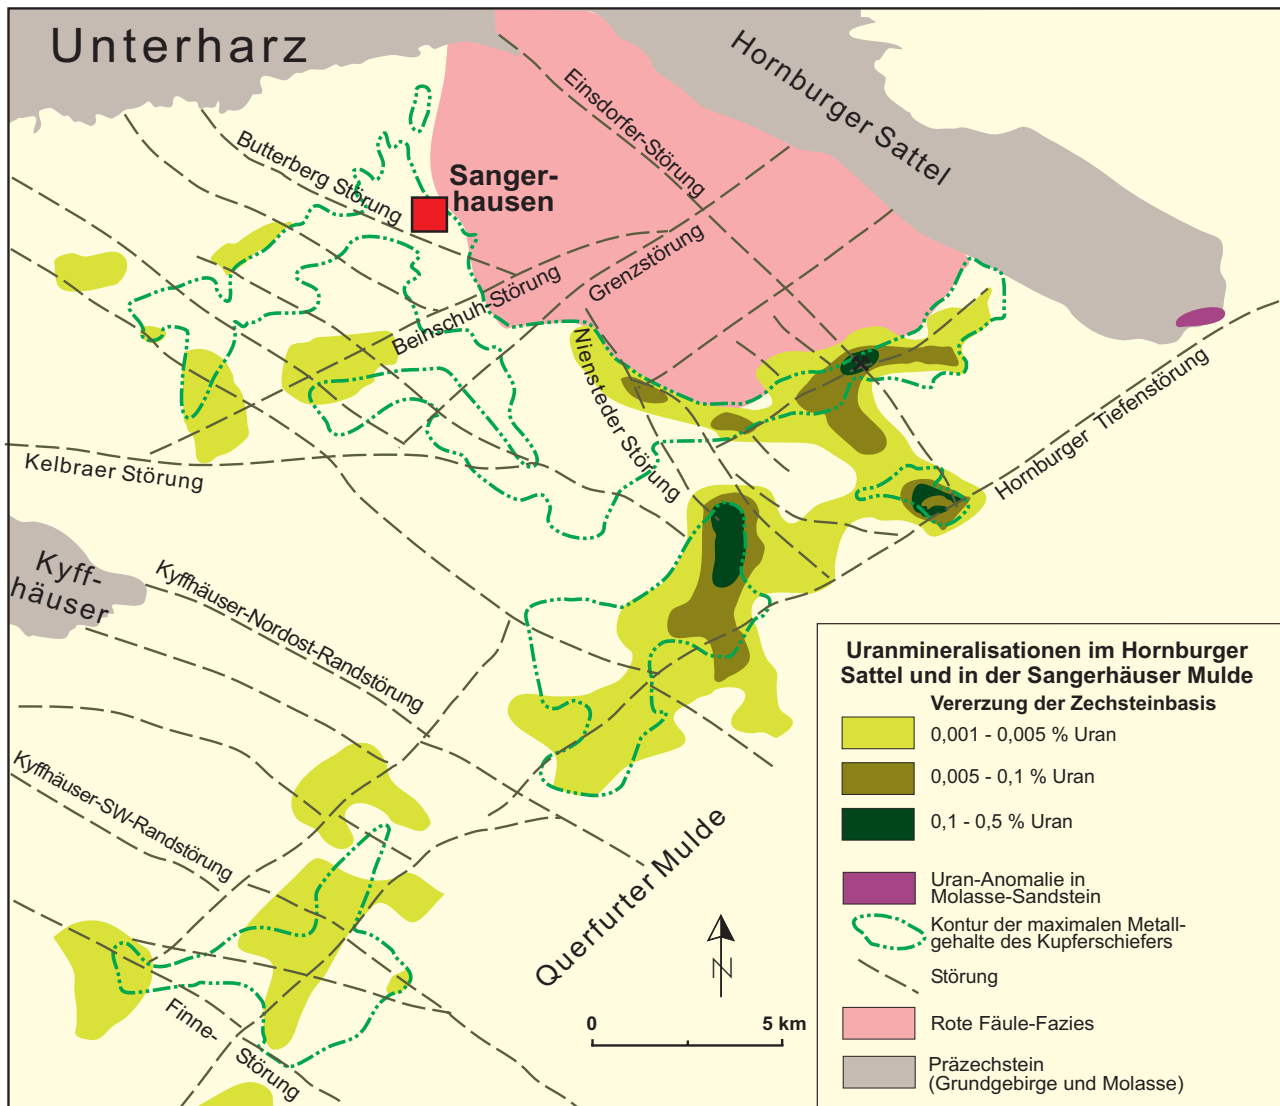 Unterharz
Hornburger Sattel
Einsdorfer-Störung
Butterberg Störung
Sanger-
hausen
Grenzstörung
Beinschuh-Störung
Niensteder Störung
Hornburger Tiefenstörung
Kelbraer Störung
Kyff-
häuser
Kyffhäuser-Nordost-Randstörung
Kyffhäuser-SW-Randstörung
Querfurter Mulde
Finne- Störung
N
0 5 km
Uranmineralisationen im Hornburger
Sattel und in der Sangerhäuser Mulde
Vererzung der Zechsteinbasis
0,001 - 0,005 % Uran
0,005 - 0,1 % Uran
0,1 - 0,5 % Uran
Uran-Anomalie in
Molasse-Sandstein
Kontur der maximalen Metall-
gehalte des Kupferschiefers
Störung
Rote Fäule-Fazies
Präzechstein
(Grundgebirge und Molasse)